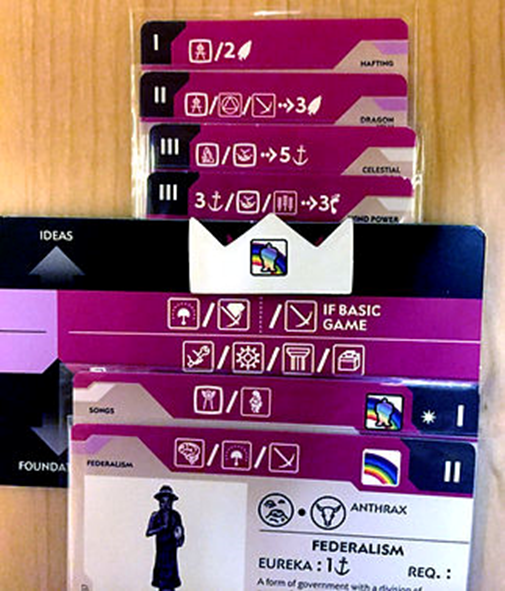 I /2 HAFTING
II / / 3 DRAGON
III / 5 CELESTIAL
III 3 / / 3
POWER
IDEAS
/ / IF BASIC
GAME
/ / /
SONGS / I
FEDERALISM / / II
FOUNDAT
ANTHRAX
FEDERALISM
EUREKA : 1 REQ. :
A form of government with a division of